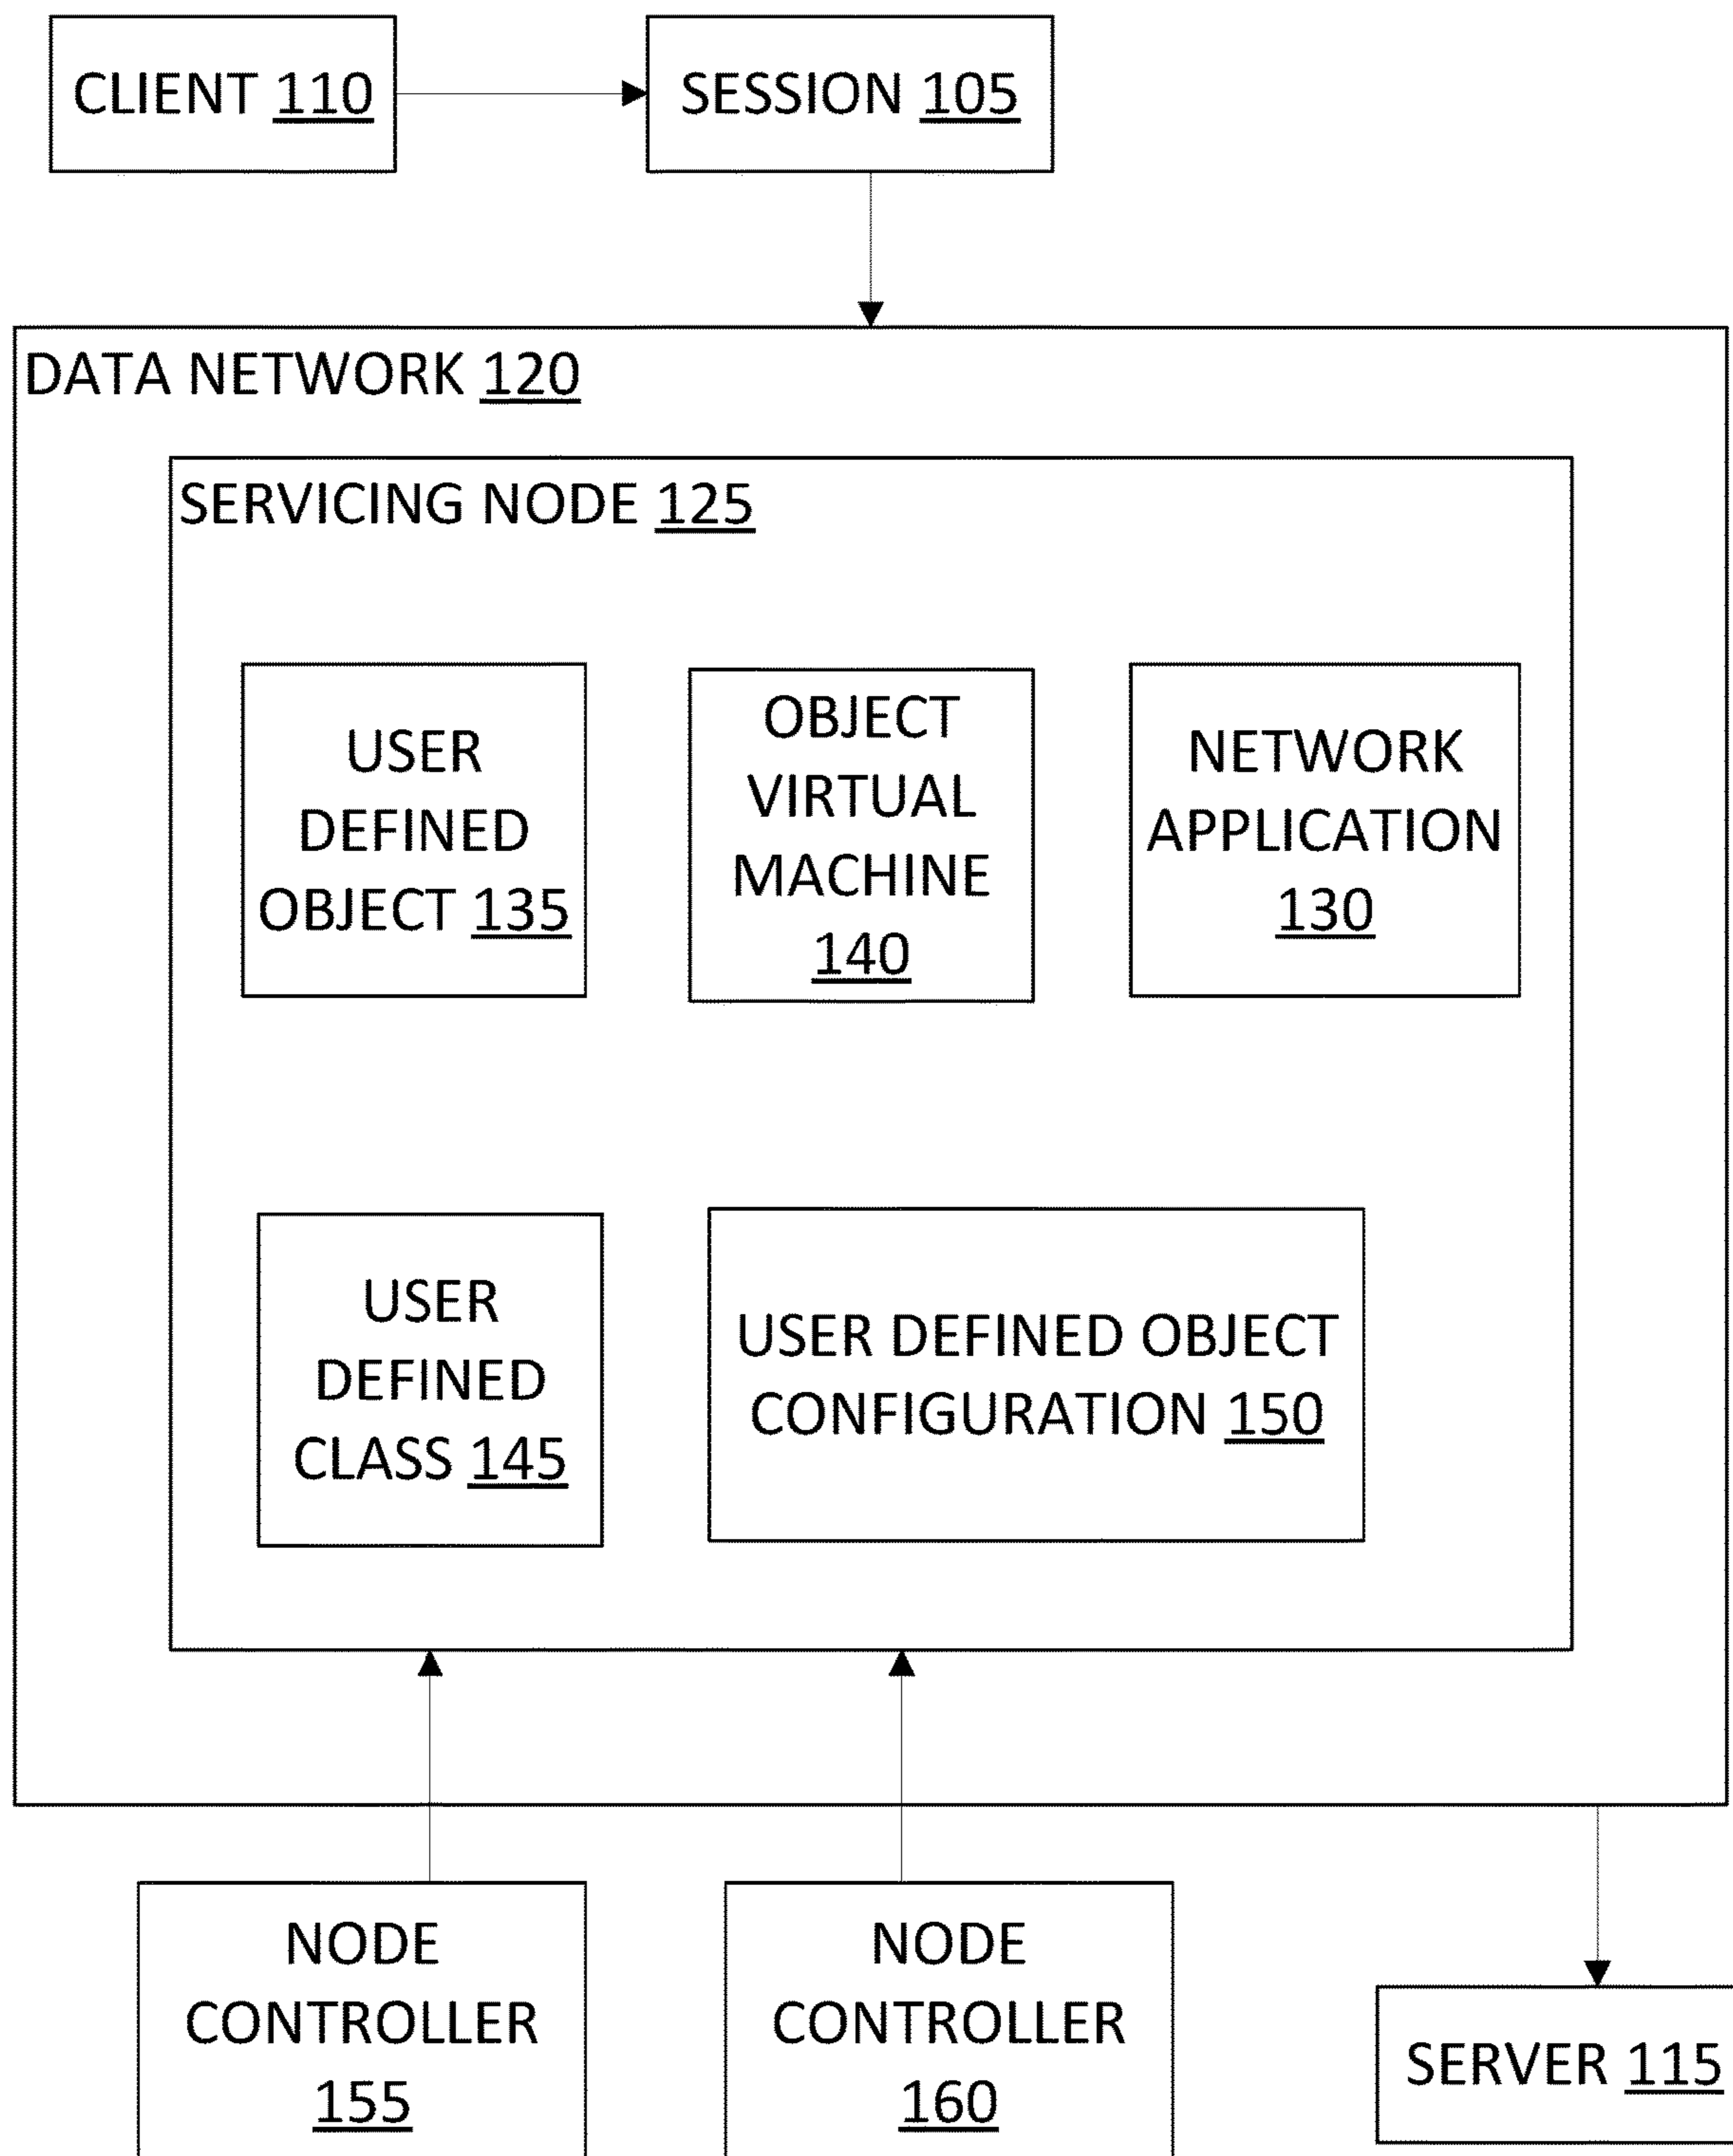 CLIENT 110
SESSION 105
DATA NETWORK 120
SERVICING NODE 125
USER
DEFINED
OBJECT 135
OBJECT
VIRTUAL
MACHINE
140
NETWORK
APPLICATION
130
USER
DEFINED
CLASS 145
USER DEFINED OBJECT
CONFIGURATION 150
NODE
CONTROLLER
155
NODE
CONTROLLER
160
SERVER 115